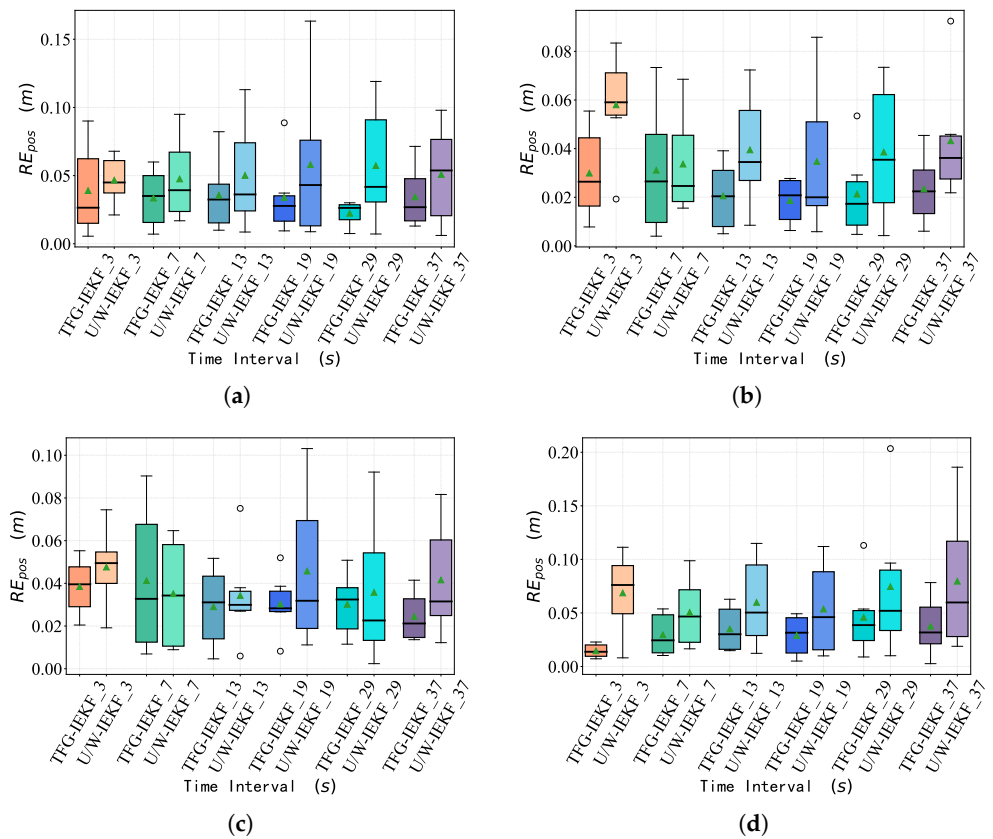 0.15
0.10
0.05
0.00
RE_pos (m)
TFG-IEKF_3
U/W-IEKF_3
TFG-IEKF_7
U/W-IEKF_7
TFG-IEKF_13
U/W-IEKF_13
TFG-IEKF_19
U/W-IEKF_19
TFG-IEKF_29
U/W-IEKF_29
TFG-IEKF_37
U/W-IEKF_37
Time Interval (s)
(a)
0.08
0.06
0.04
0.02
0.00
RE_pos (m)
TFG-IEKF_3
U/W-IEKF_3
TFG-IEKF_7
U/W-IEKF_7
TFG-IEKF_13
U/W-IEKF_13
TFG-IEKF_19
U/W-IEKF_19
TFG-IEKF_29
U/W-IEKF_29
TFG-IEKF_37
U/W-IEKF_37
Time Interval (s)
(b)
0.10
0.08
0.06
0.04
0.02
0.00
RE_pos (m)
TFG-IEKF_3
U/W-IEKF_3
TFG-IEKF_7
U/W-IEKF_7
TFG-IEKF_13
U/W-IEKF_13
TFG-IEKF_19
U/W-IEKF_19
TFG-IEKF_29
U/W-IEKF_29
TFG-IEKF_37
U/W-IEKF_37
Time Interval (s)
(c)
0.20
0.15
0.10
0.05
0.00
RE_pos (m)
TFG-IEKF_3
U/W-IEKF_3
TFG-IEKF_7
U/W-IEKF_7
TFG-IEKF_13
U/W-IEKF_13
TFG-IEKF_19
U/W-IEKF_19
TFG-IEKF_29
U/W-IEKF_29
TFG-IEKF_37
U/W-IEKF_37
Time Interval (s)
(d)